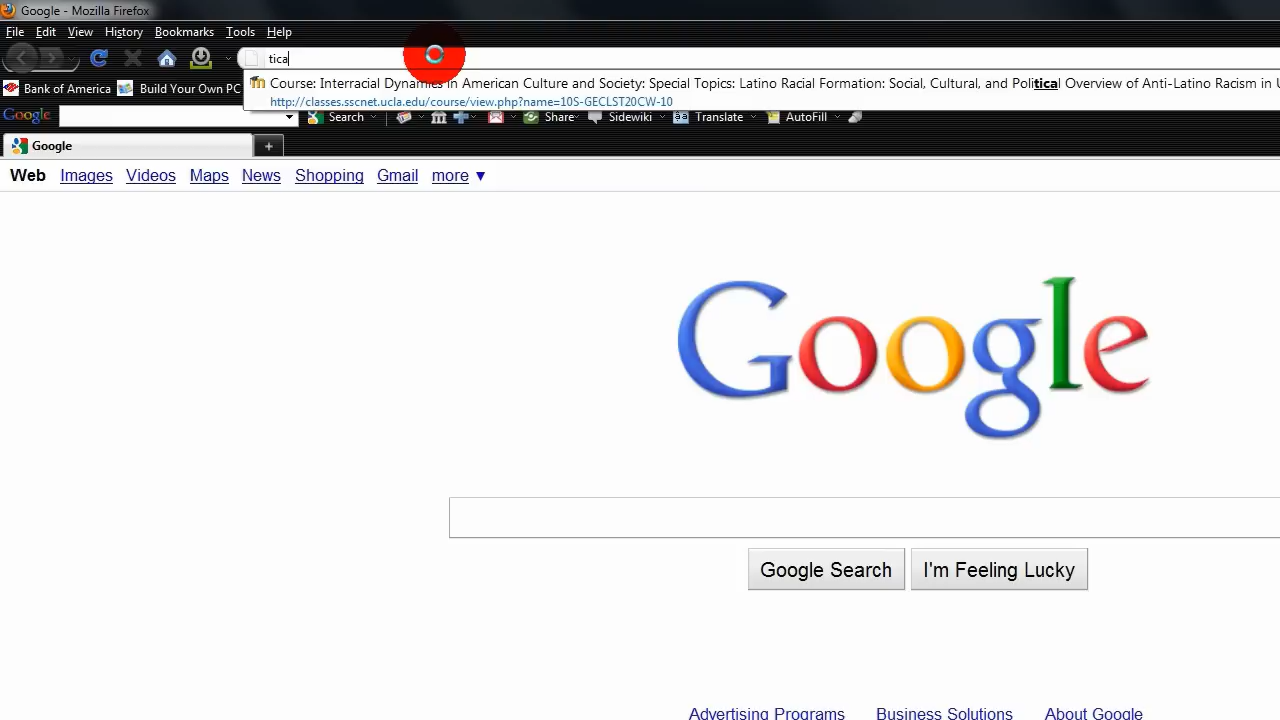 Google - Mozilla Firefox
File Edit View History Bookmarks Tools Help
tica
Course: Interracial Dynamics in American Culture and Society: Special Topics: Latino Racial Formation: Social, Cultural, and Political Overview of Anti-Latino Racism in U
http://classes.sscnet.ucla.edu/course/view.php?name=10S-GECLST20CW-10
Bank of America Build Your Own PC
Google Search Share Sidewiki Translate AutoFill
Google +
Web Images Videos Maps News Shopping Gmail more ▼
Google
Google Search I'm Feeling Lucky
Advertising Programs Business Solutions About Google